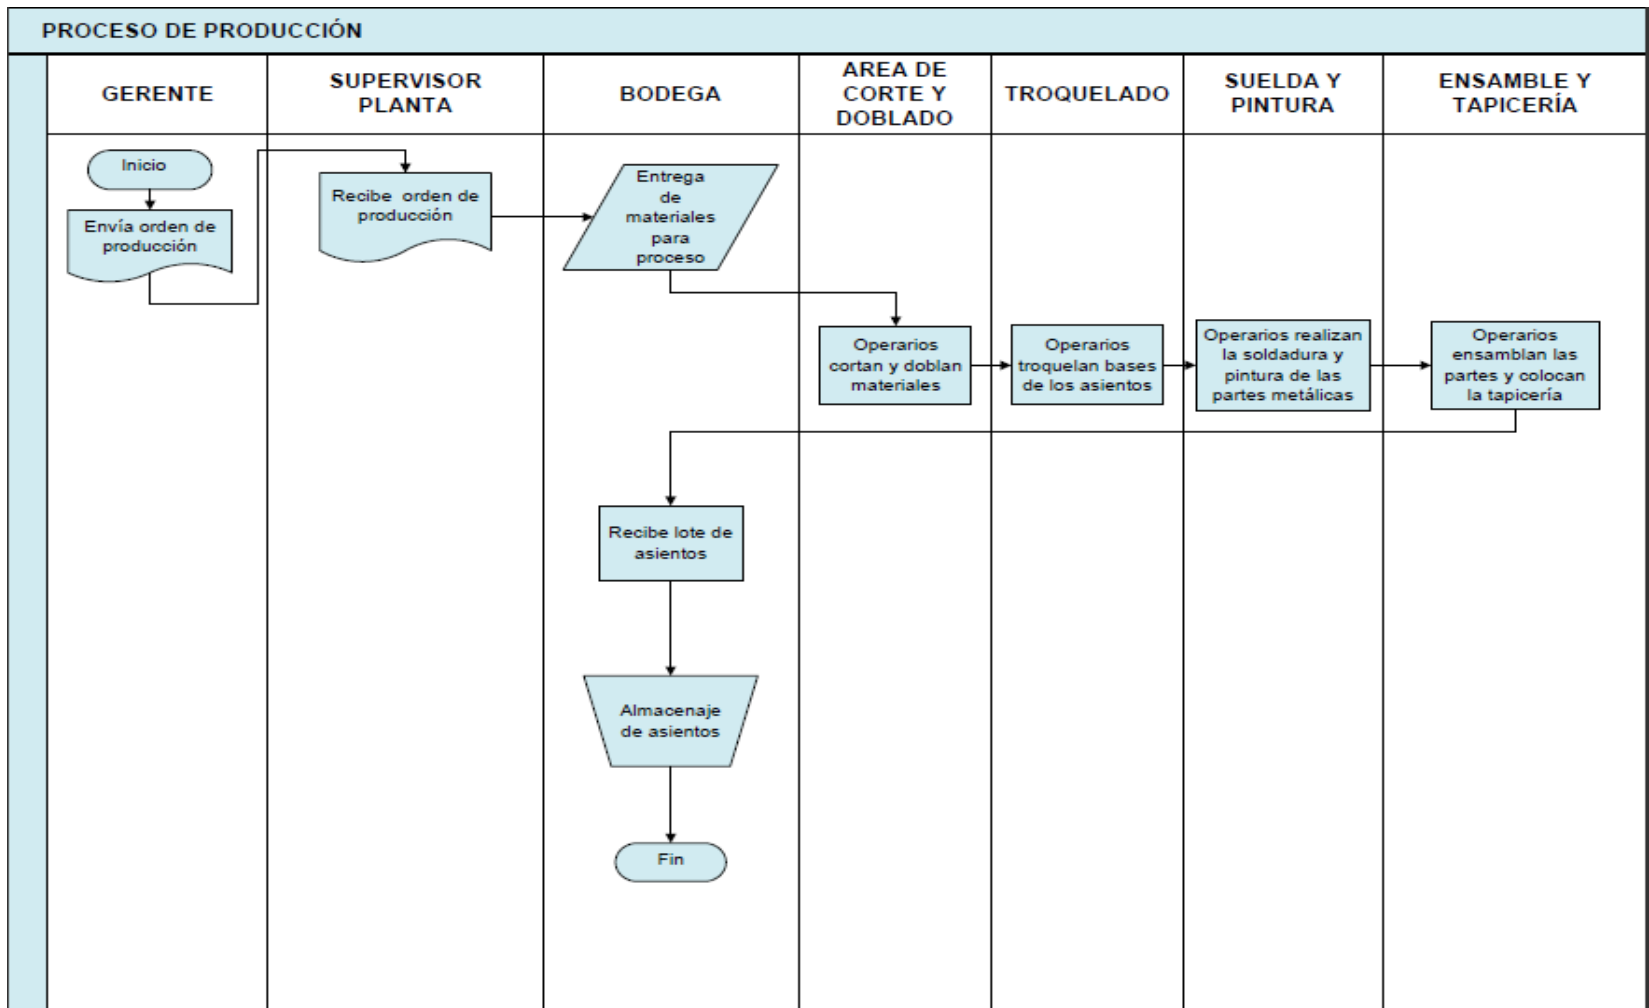 PROCESO DE PRODUCCIÓN
GERENTE
SUPERVISOR
PLANTA
BODEGA
AREA DE
CORTE Y
DOBLADO
TROQUELADO
SUELDA Y
PINTURA
ENSAMBLE Y
TAPICERÍA
Inicio
Envía orden de
producción
Recibe orden de
producción
Entrega
de
materiales
para
proceso
Operarios
cortan y doblan
materiales
Operarios
troquelan bases
de los asientos
Operarios realizan
la soldadura y
pintura de las
partes metálicas
Operarios
ensamblan las
partes y colocan
la tapicería
Recibe lote de
asientos
Almacenaje
de asientos
Fin